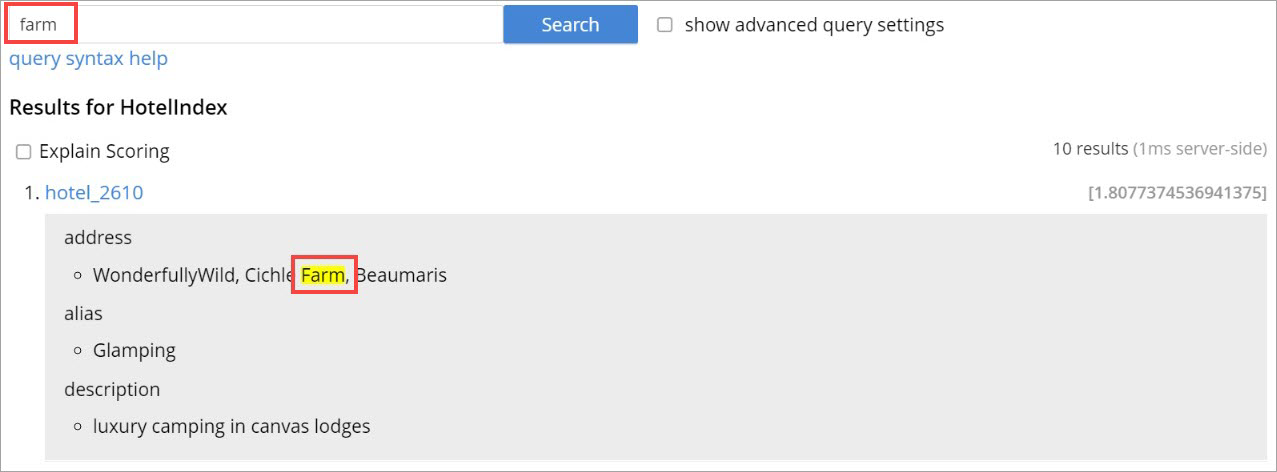 farm
Search
show advanced query settings
query syntax help
Results for HotelIndex
Explain Scoring
10 results (1ms server-side)
1. hotel_2610
[1.8077374536941375]
address
WonderfullyWild, Cichle Farm, Beaumaris
alias
Glamping
description
luxury camping in canvas lodges